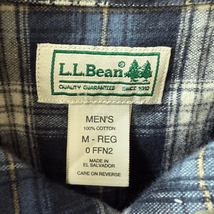 L.L.Bean
QUALITY GUARANTEED SINCE 1912
MEN'S
100% COTTON
M - REG
0 FFN2
MADE IN
EL SALVADOR
CARE ON REVERSE